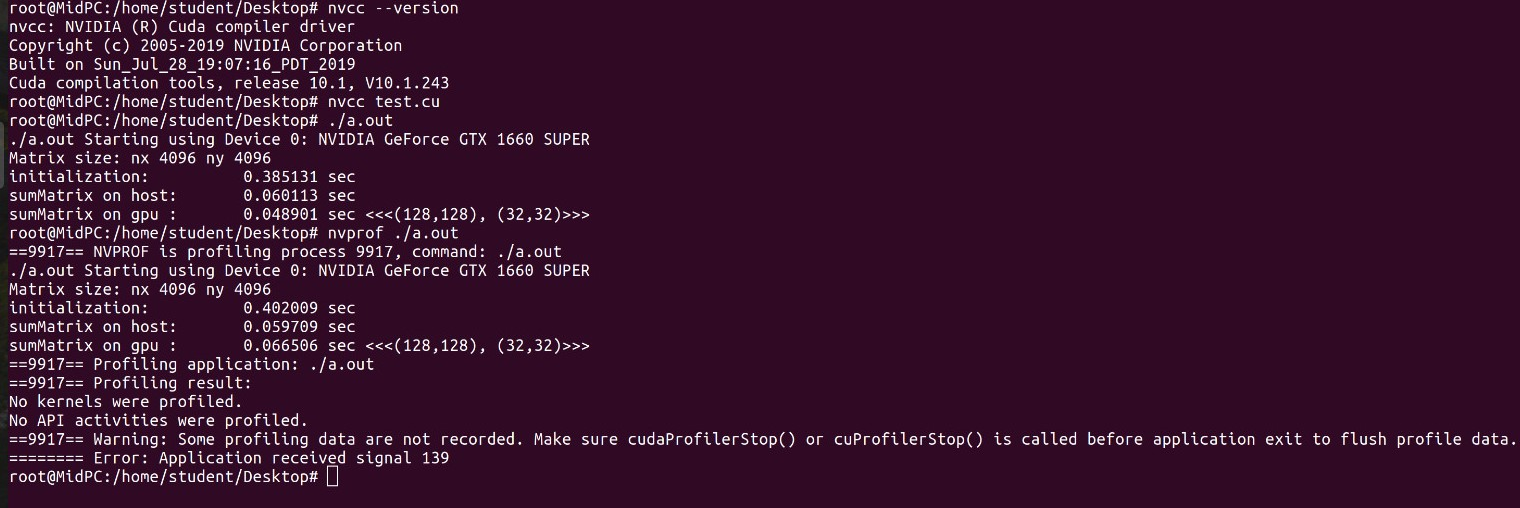 root@MidPC:/home/student/Desktop# nvcc --version
nvcc: NVIDIA (R) Cuda compiler driver
Copyright (c) 2005-2019 NVIDIA Corporation
Built on Sun_Jul_28_19:07:16_PDT_2019
Cuda compilation tools, release 10.1, V10.1.243
root@MidPC:/home/student/Desktop# nvcc test.cu
root@MidPC:/home/student/Desktop# ./a.out
./a.out Starting using Device 0: NVIDIA GeForce GTX 1660 SUPER
Matrix size: nx 4096 ny 4096
initialization:          0.385131 sec
sumMatrix on host:       0.060113 sec
sumMatrix on gpu :       0.048901 sec <<<(128,128), (32,32)>>>
root@MidPC:/home/student/Desktop# nvprof ./a.out
==9917== NVPROF is profiling process 9917, command: ./a.out
./a.out Starting using Device 0: NVIDIA GeForce GTX 1660 SUPER
Matrix size: nx 4096 ny 4096
initialization:          0.402009 sec
sumMatrix on host:       0.059709 sec
sumMatrix on gpu :       0.066506 sec <<<(128,128), (32,32)>>>
==9917== Profiling application: ./a.out
==9917== Profiling result:
No kernels were profiled.
No API activities were profiled.
==9917== Warning: Some profiling data are not recorded. Make sure cudaProfilerStop() or cuProfilerStop() is called before application exit to flush profile data.
======== Error: Application received signal 139
root@MidPC:/home/student/Desktop#